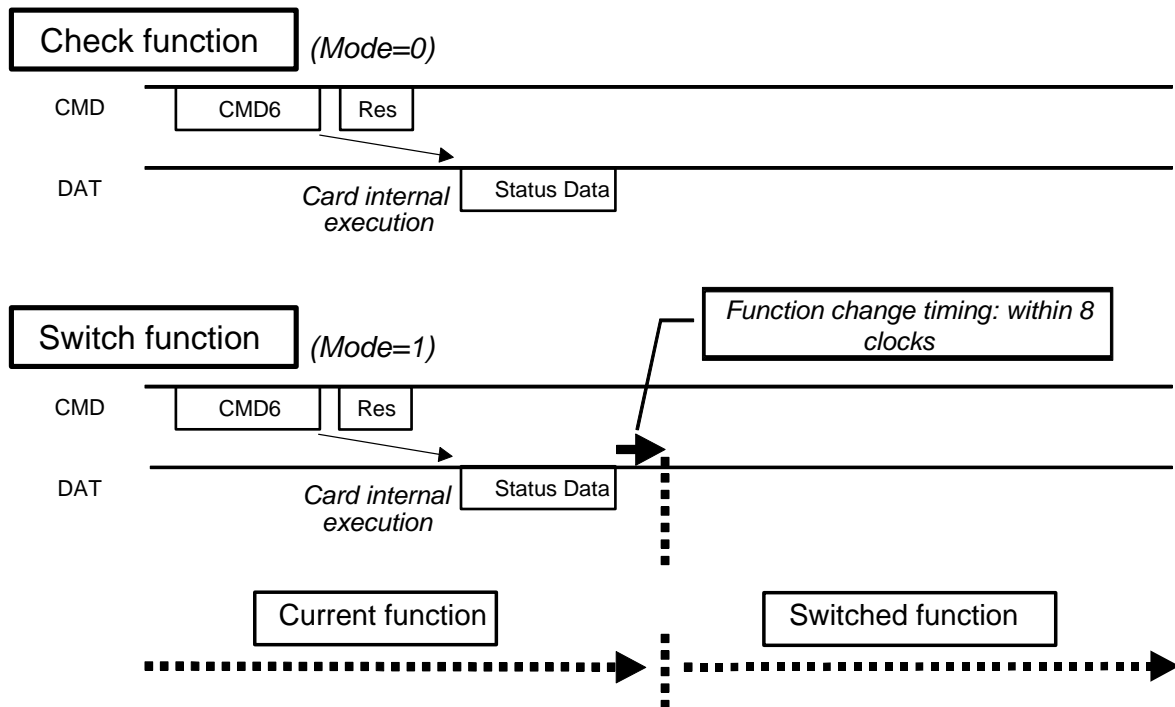 Check function (Mode=0)
CMD CMD6 Res
DAT Status Data
Card internal
execution
Function change timing: within 8
clocks
Switch function (Mode=1)
CMD CMD6 Res
DAT Status Data
Card internal
execution
Current function Switched function